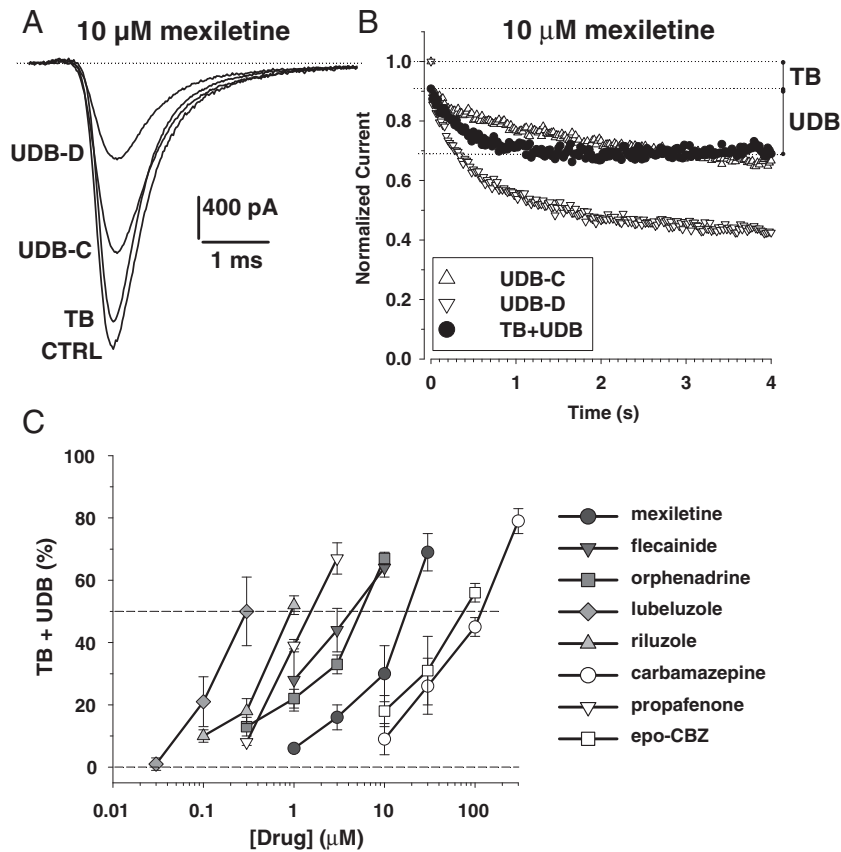 A
10 µM mexiletine
UDB-D
UDB-C
TB
CTRL
400 pA
1 ms
B
10 µM mexiletine
1.0
0.8
0.6
0.4
0.2
0.0
Normalized Current
TB
UDB
UDB-C
UDB-D
TB+UDB
0 1 2 3 4
Time (s)
C
100
80
60
40
20
0
TB + UDB (%)
0.01 0.1 1 10 100
[Drug] (µM)
mexiletine
flecainide
orphenadrine
lubeluzole
riluzole
carbamazepine
propafenone
epo-CBZ